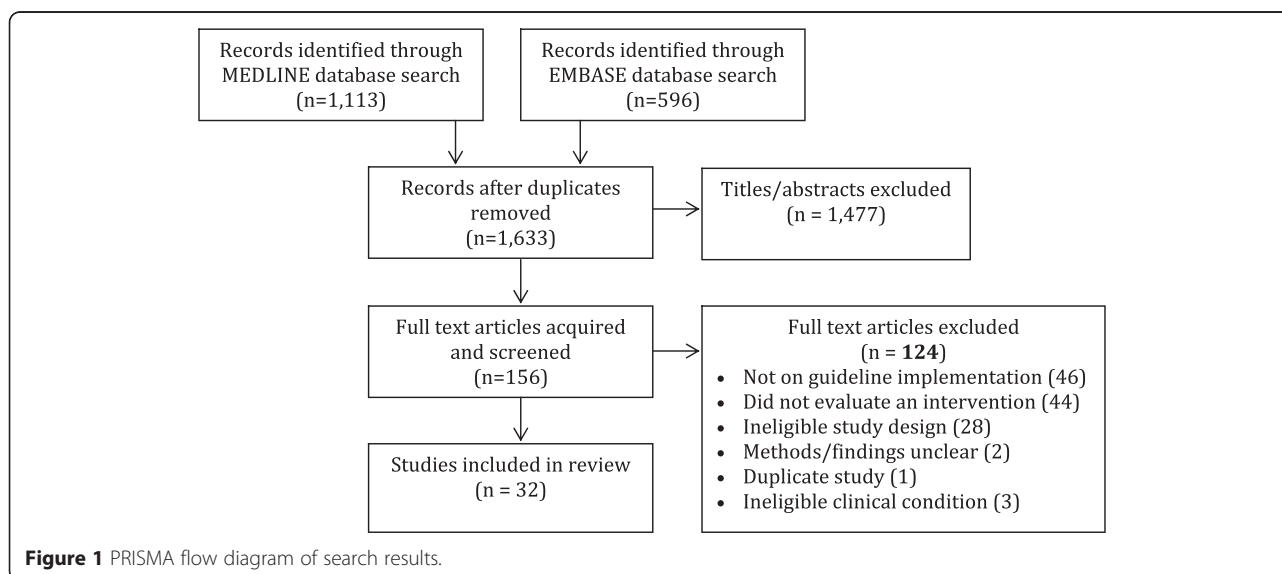 Records identified through
MEDLINE database search
(n=1,113)
Records identified through
EMBASE database search
(n=596)
Records after duplicates
removed
(n=1,633)
Titles/abstracts excluded
(n = 1,477)
Full text articles acquired
and screened
(n=156)
Full text articles excluded
(n = 124)
• Not on guideline implementation (46)
• Did not evaluate an intervention (44)
• Ineligible study design (28)
• Methods/findings unclear (2)
• Duplicate study (1)
• Ineligible clinical condition (3)
Studies included in review
(n = 32)
Figure 1 PRISMA flow diagram of search results.